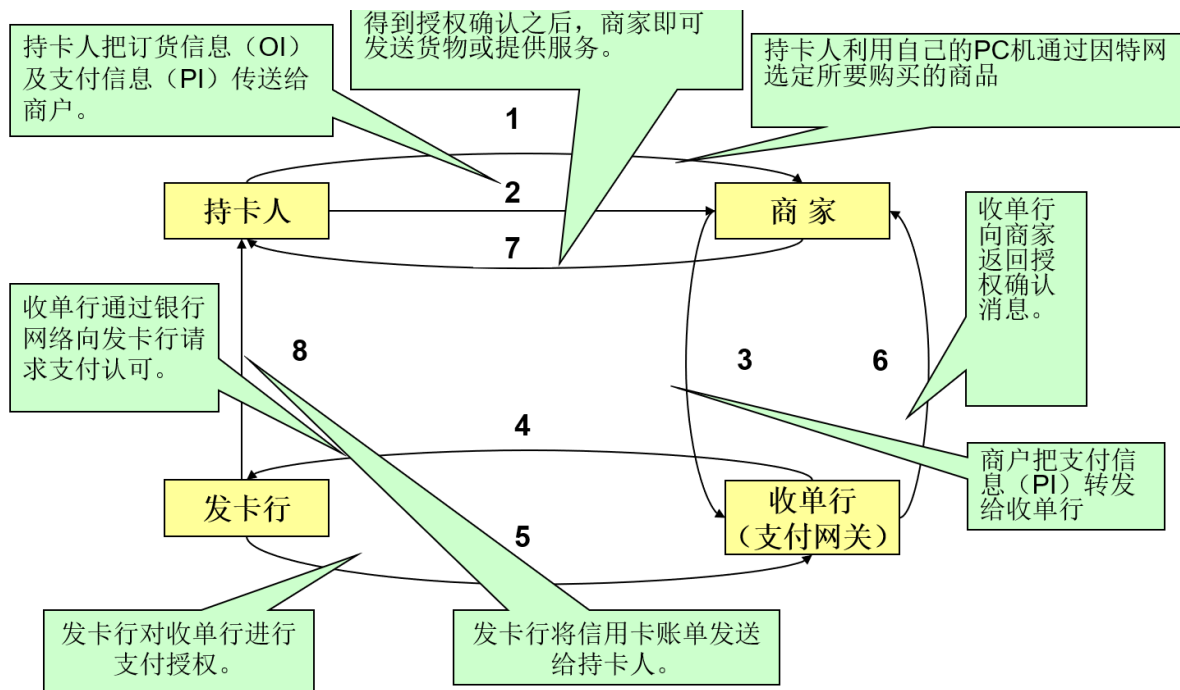 得到授权确认之后，商家即可
发送货物或提供服务。
持卡人把订货信息（OI）
及支付信息（PI）传送给
商户。
持卡人利用自己的PC机通过因特网
选定所要购买的商品
1
持卡人
2
商 家
7
收单行
向商家
返回授
权确认
消息。
收单行通过银行
网络向发卡行请
求支付认可。
8
3
6
4
商户把支付信
息（PI）转发
给收单行
发卡行
收单行
（支付网关）
5
发卡行对收单行进行
支付授权。
发卡行将信用卡账单发送
给持卡人。